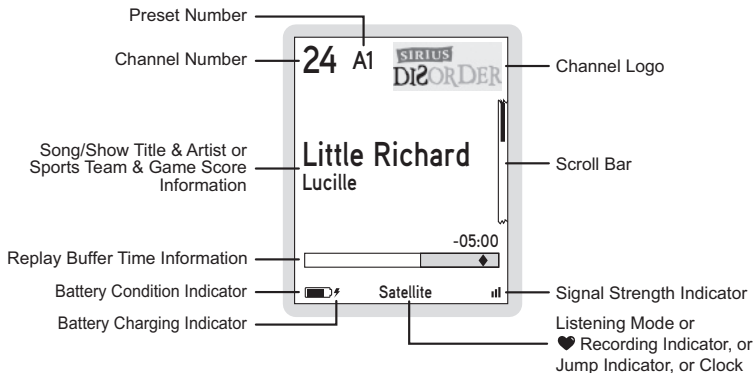 Preset Number
Channel Number
24 A1
SIRIUS
DISORDER
Channel Logo
Song/Show Title & Artist or
Sports Team & Game Score
Information
Little Richard
Lucille
Scroll Bar
-05:00
Replay Buffer Time Information
Battery Condition Indicator
Satellite
Signal Strength Indicator
Battery Charging Indicator
Listening Mode or
♥ Recording Indicator, or
Jump Indicator, or Clock